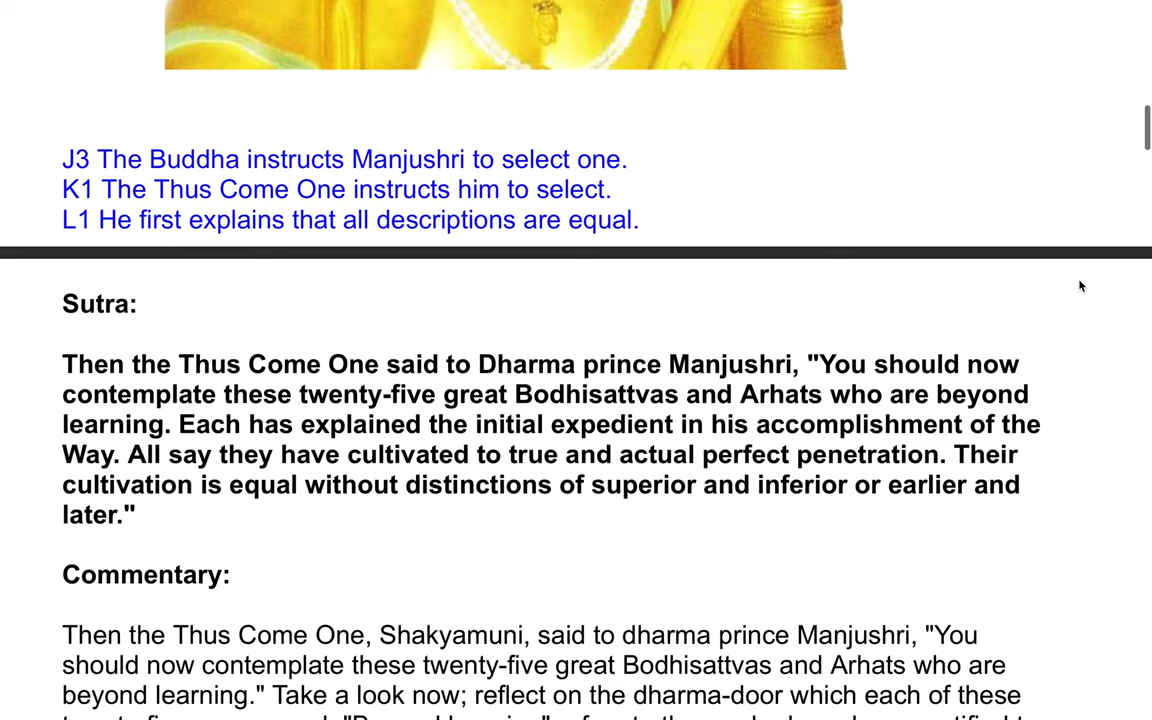 J3 The Buddha instructs Manjushri to select one.
K1 The Thus Come One instructs him to select.
L1 He first explains that all descriptions are equal.
Sutra:
Then the Thus Come One said to Dharma prince Manjushri, "You should now
contemplate these twenty-five great Bodhisattvas and Arhats who are beyond
learning. Each has explained the initial expedient in his accomplishment of the
Way. All say they have cultivated to true and actual perfect penetration. Their
cultivation is equal without distinctions of superior and inferior or earlier and
later."
Commentary:
Then the Thus Come One, Shakyamuni, said to dharma prince Manjushri, "You
should now contemplate these twenty-five great Bodhisattvas and Arhats who are
beyond learning." Take a look now; reflect on the dharma-door which each of these